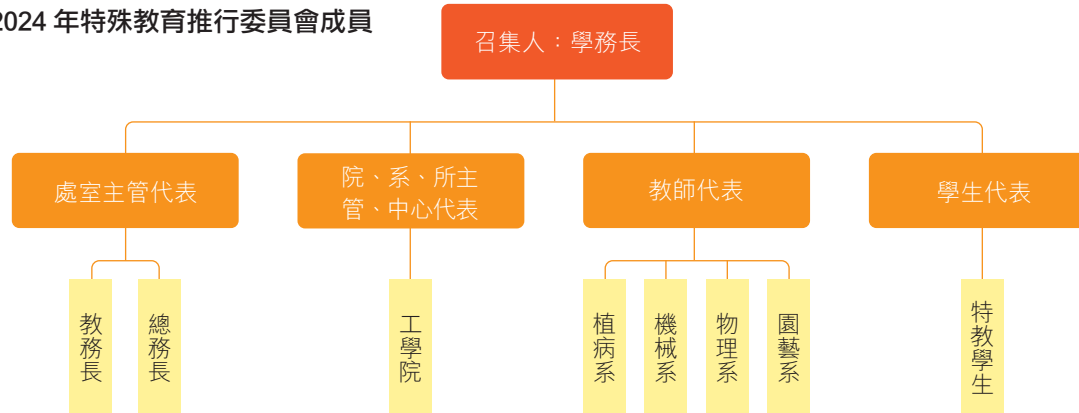 2024 年特殊教育推行委員會成員
召集人：學務長
處室主管代表
院、系、所主
管、中心代表
教師代表
學生代表
教務長
總務長
工學院
植病系
機械系
物理系
園藝系
特教學生